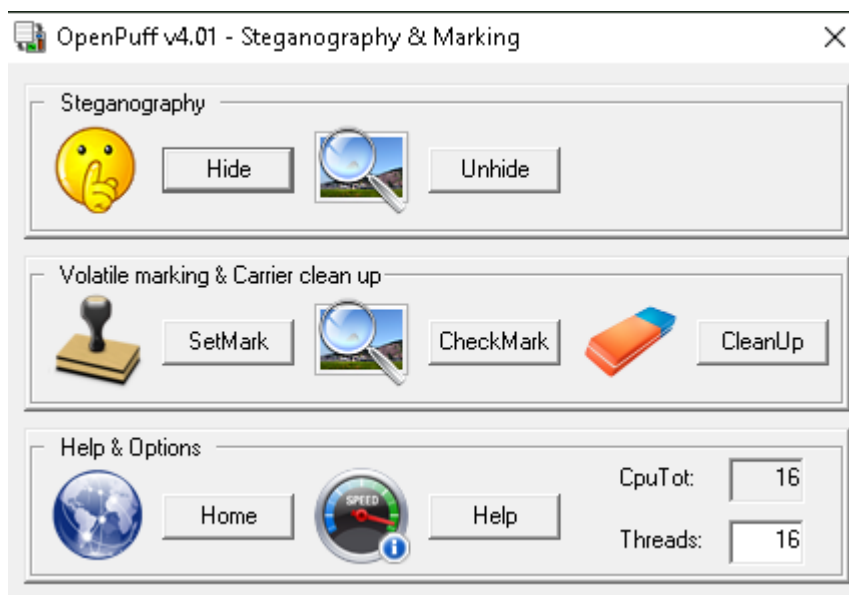 OpenPuff v4.01 - Steganography & Marking
Steganography
Hide
Unhide
Volatile marking & Carrier clean up
SetMark
CheckMark
CleanUp
Help & Options
Home
SPEED
Help
CpuTot: 16
Threads: 16